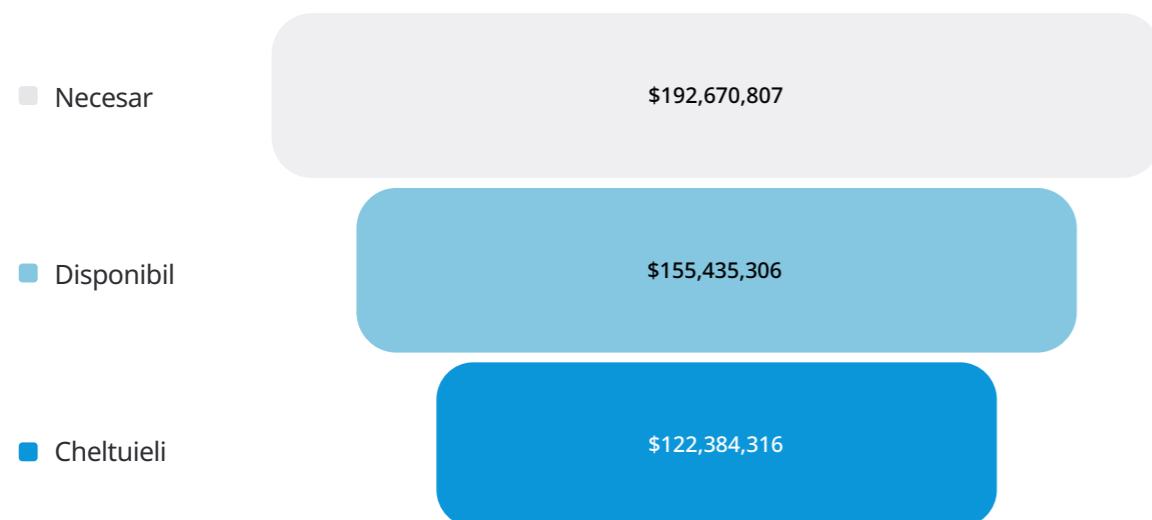 Necesar
$192,670,807
Disponibil
$155,435,306
Cheltuieli
$122,384,316